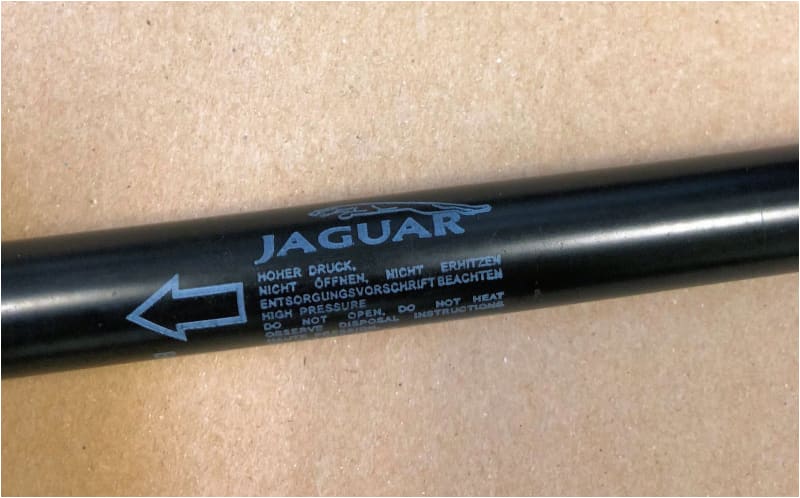 JAGUAR
HOHER DRUCK,
NICHT ÖFFNEN, NICHT ERHITZEN
ENTSORGUNGSVORSCHRIFT BEACHTEN
HIGH PRESSURE
DO NOT OPEN, DO NOT HEAT
OBSERVE DISPOSAL INSTRUCTIONS